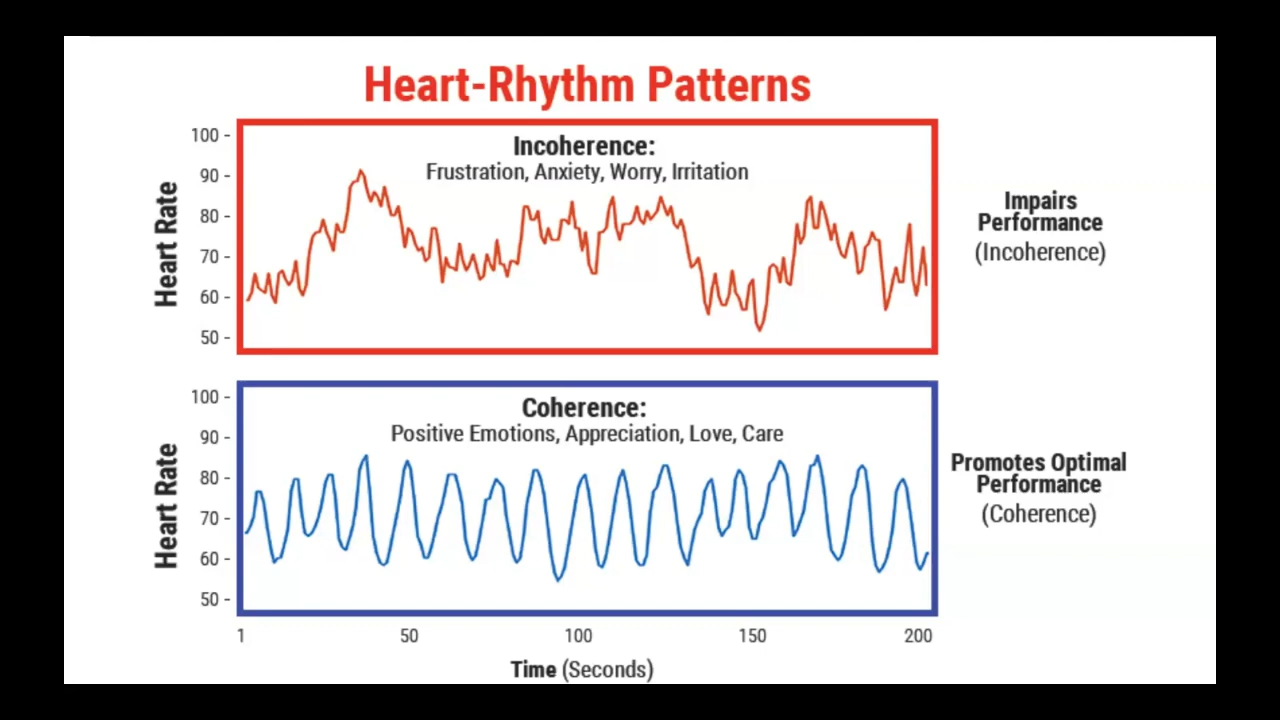 Heart-Rhythm Patterns
Incoherence:
Frustration, Anxiety, Worry, Irritation
Heart Rate
100 -
90 -
80 -
70 -
60 -
50 -
Impairs
Performance
(Incoherence)
Coherence:
Positive Emotions, Appreciation, Love, Care
Heart Rate
100 -
90 -
80 -
70 -
60 -
50 -
Promotes Optimal
Performance
(Coherence)
1 50 100 150 200
Time (Seconds)